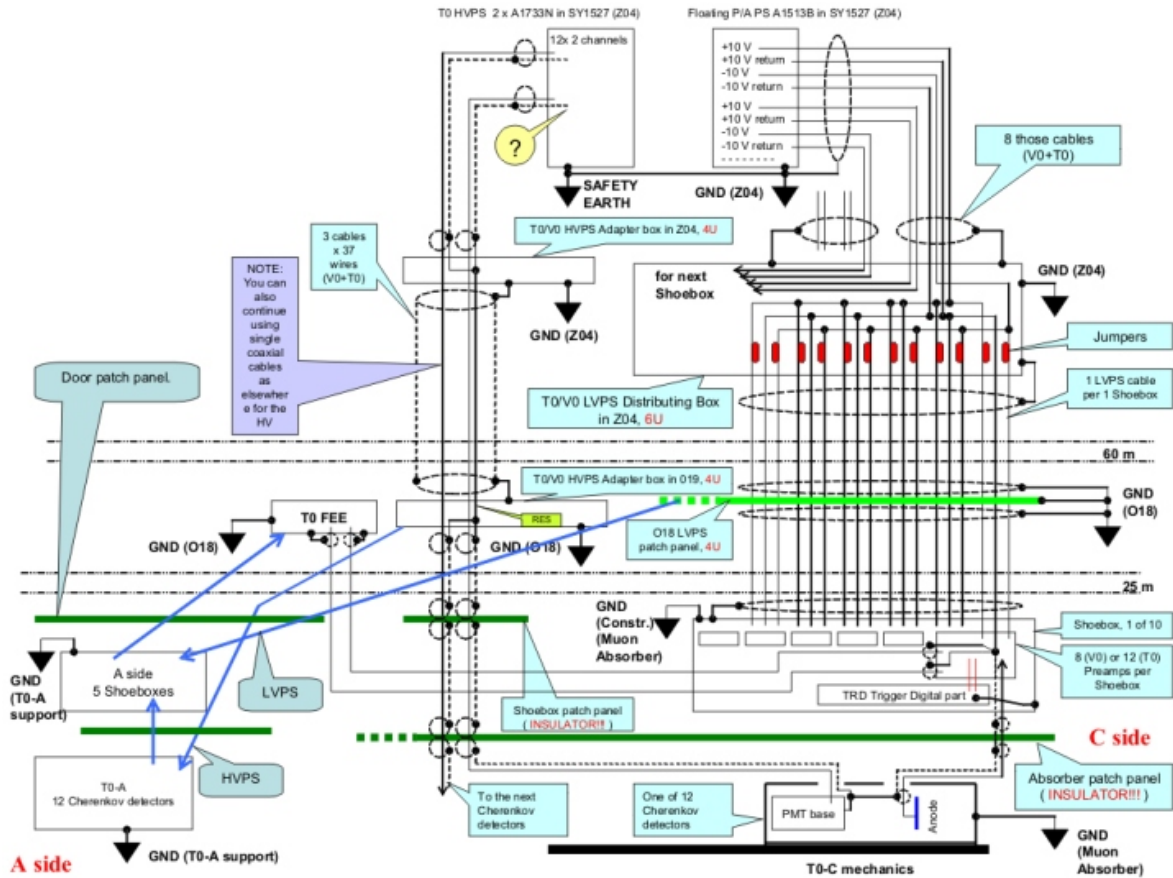 T0 HVPS 2 x A1733N in SY1527 (Z04)
Floating P/A PS A1513B in SY1527 (Z04)
12x 2 channels
+10 V
+10 V return
-10 V
-10 V return
+10 V
+10 V return
-10 V
-10 V return
--------
?
8 those cables
(V0+T0)
SAFETY
EARTH
GND (Z04)
3 cables
x 37
wires
(V0+T0)
T0/V0 HVPS Adapter box in Z04, 4U
NOTE:
You can
also
continue
using
single
coaxial
cables
as
elsewher
e for the
HV
for next
Shoebox
GND (Z04)
GND (Z04)
Jumpers
Door patch panel.
1 LVPS cable
per 1 Shoebox
T0/V0 LVPS Distributing Box
in Z04, 6U
60 m
T0/V0 HVPS Adapter box in 019, 4U
T0 FEE
RES
GND (O18)
GND (O18)
O18 LVPS
patch panel, 4U
GND
(O18)
25 m
GND
(Constr.)
(Muon
Absorber)
Shoebox, 1 of 10
8 (V0) or 12 (T0)
Preamps per
Shoebox
GND
(T0-A
support)
A side
5 Shoeboxes
LVPS
TRD Trigger Digital part
Shoebox patch panel
( INSULATOR!!! )
C side
HVPS
T0-A
12 Cherenkov detectors
To the next
Cherenkov
detectors
One of 12
Cherenkov
detectors
PMT base
Anode
Absorber patch panel
( INSULATOR!!! )
GND
(Muon
Absorber)
GND (T0-A support)
A side
T0-C mechanics